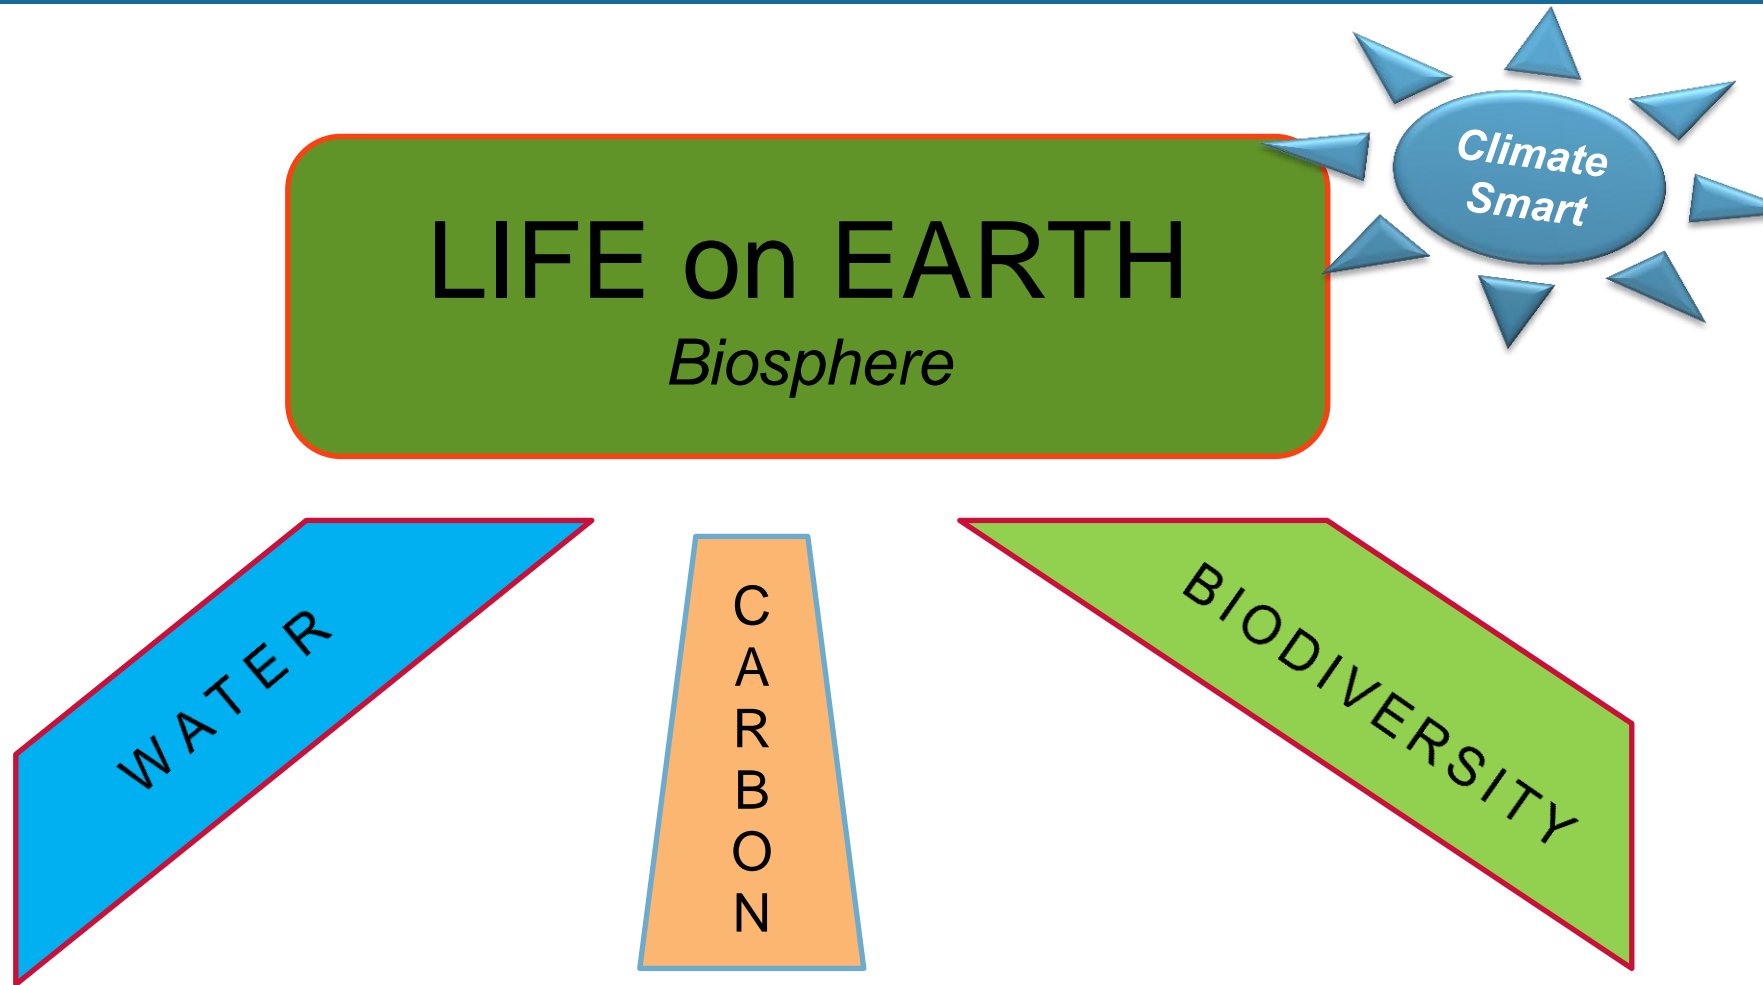 Climate
Smart
LIFE on EARTH
Biosphere
WATER
CARBON
BIODIVERSITY